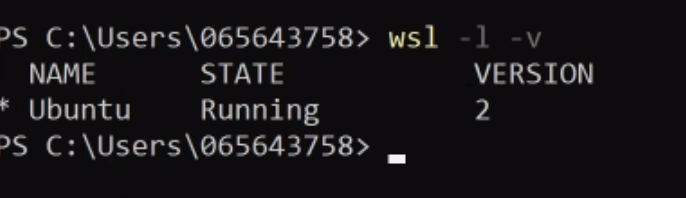 PS C:\Users\065643758> wsl -l -v
  NAME      STATE           VERSION
* Ubuntu    Running         2
PS C:\Users\065643758>